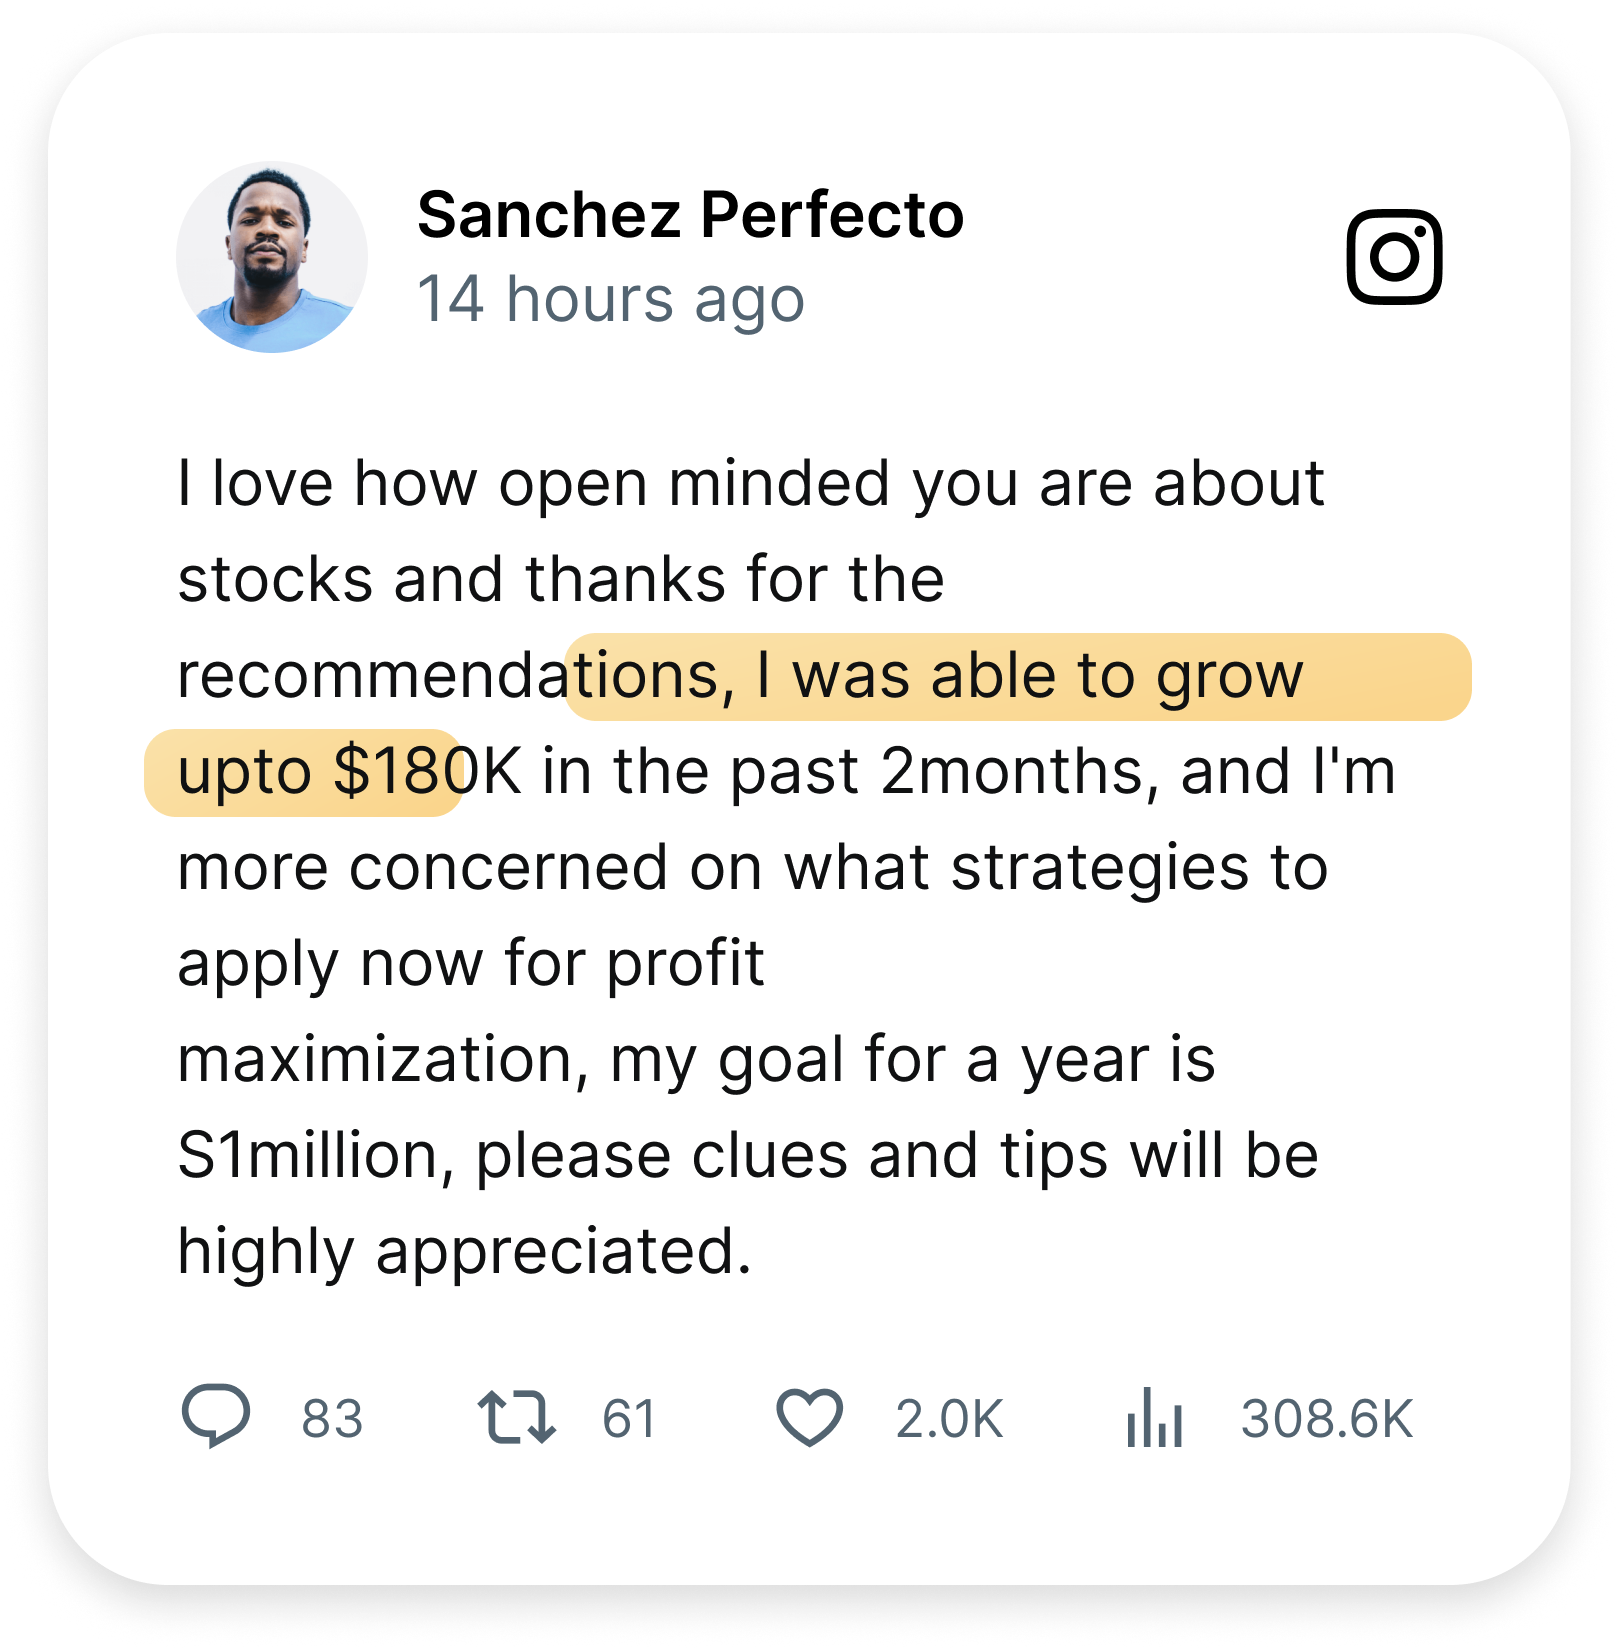 Sanchez Perfecto
14 hours ago
I love how open minded you are about
stocks and thanks for the
recommendations, I was able to grow
upto $180K in the past 2months, and I'm
more concerned on what strategies to
apply now for profit
maximization, my goal for a year is
S1million, please clues and tips will be
highly appreciated.
83 61 2.0K 308.6K